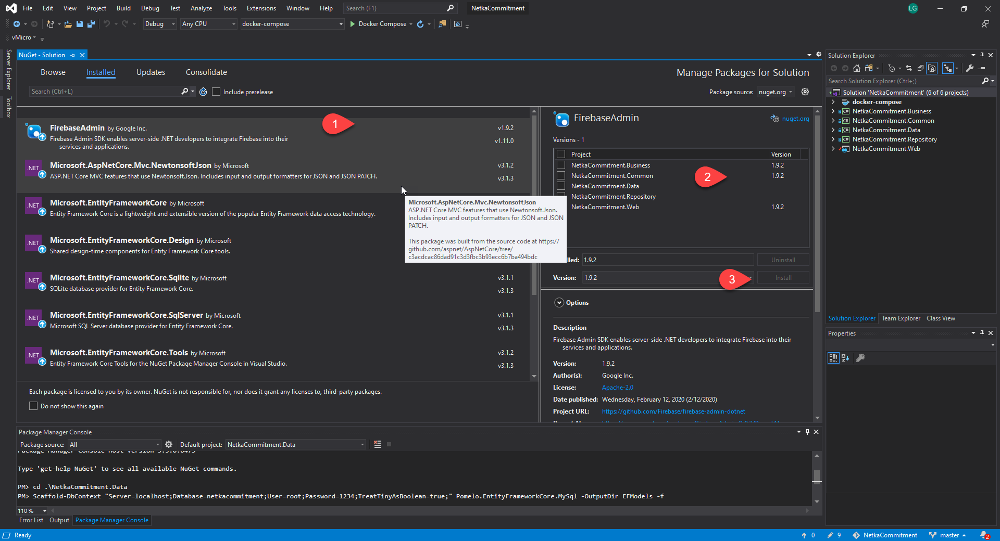 File Edit View Project Build Debug Test Analyze Tools Extensions Window Help Search (F1) NetkaCommitment LG
Debug Any CPU docker-compose Docker Compose
vMicro
Server Explorer
Toolbox
NuGet - Solution
Browse Installed Updates Consolidate Manage Packages for Solution
Search (Ctrl+L) Include prerelease Package source: nuget.org
FirebaseAdmin by Google Inc. v1.9.2
Firebase Admin SDK enables server-side .NET developers to integrate Firebase into their v1.11.0
services and applications.
1
.NET Microsoft.AspNetCore.Mvc.NewtonsoftJson by Microsoft v3.1.2
ASP.NET Core MVC features that use Newtonsoft.Json. Includes input and output formatters for JSON and JSON PATCH. v3.1.3
.NET Microsoft.EntityFrameworkCore by Microsoft
Entity Framework Core is a lightweight and extensible version of the popular Entity Framework data access technology.
.NET Microsoft.EntityFrameworkCore.Design by Microsoft
Shared design-time components for Entity Framework Core tools.
.NET Microsoft.EntityFrameworkCore.Sqlite by Microsoft v3.1.1
SQLite database provider for Entity Framework Core. v3.1.3
.NET Microsoft.EntityFrameworkCore.SqlServer by Microsoft v3.1.1
Microsoft SQL Server database provider for Entity Framework Core. v3.1.3
.NET Microsoft.EntityFrameworkCore.Tools by Microsoft v3.1.2
Entity Framework Core Tools for the NuGet Package Manager Console in Visual Studio. v3.1.3
Each package is licensed to you by its owner. NuGet is not responsible for, nor does it grant any licenses to, third-party packages.
Do not show this again
Microsoft.AspNetCore.Mvc.NewtonsoftJson
ASP.NET Core MVC features that use Newtonsoft.Json.
Includes input and output formatters for JSON and JSON
PATCH.
This package was built from the source code at https://
github.com/aspnet/AspNetCore/tree/
c3acdcac86dad91c3d3fbc3b93ecc6b7ba494bdc
FirebaseAdmin nuget.org
Versions - 1
Project Version
NetkaCommitment.Business 1.9.2
NetkaCommitment.Common 1.9.2
2
NetkaCommitment.Data
NetkaCommitment.Repository
NetkaCommitment.Web 1.9.2
lled: 1.9.2 Uninstall
Version: 1.9.2 3 Install
Options
Description
Firebase Admin SDK enables server-side .NET developers to integrate Firebase into their
services and applications.
Version: 1.9.2
Author(s): Google Inc.
License: Apache-2.0
Date published: Wednesday, February 12, 2020 (2/12/2020)
Project URL: https://github.com/Firebase/firebase-admin-dotnet
Solution Explorer
Search Solution Explorer (Ctrl+;)
Solution 'NetkaCommitment' (6 of 6 projects)
docker-compose
C# NetkaCommitment.Business
C# NetkaCommitment.Common
C# NetkaCommitment.Data
C# NetkaCommitment.Repository
NetkaCommitment.Web
Solution Explorer Team Explorer Class View
Properties
Package Manager Console
Package source: All Default project: NetkaCommitment.Data
Type 'get-help NuGet' to see all available NuGet commands.
PM> cd .\NetkaCommitment.Data
PM> Scaffold-DbContext "Server=localhost;Database=netkacommitment;User=root;Password=1234;TreatTinyAsBoolean=true;" Pomelo.EntityFrameworkCore.MySql -OutputDir EFModels -f
110 %
Error List Output Package Manager Console
Ready 0 9 NetkaCommitment master 2